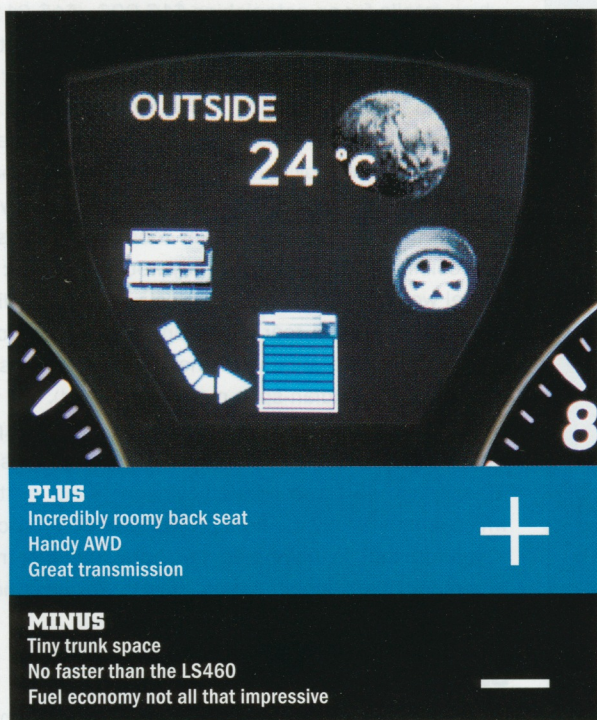 OUTSIDE
24 °C
8
PLUS
Incredibly roomy back seat
Handy AWD
Great transmission
+
MINUS
Tiny trunk space
No faster than the LS460
Fuel economy not all that impressive
—